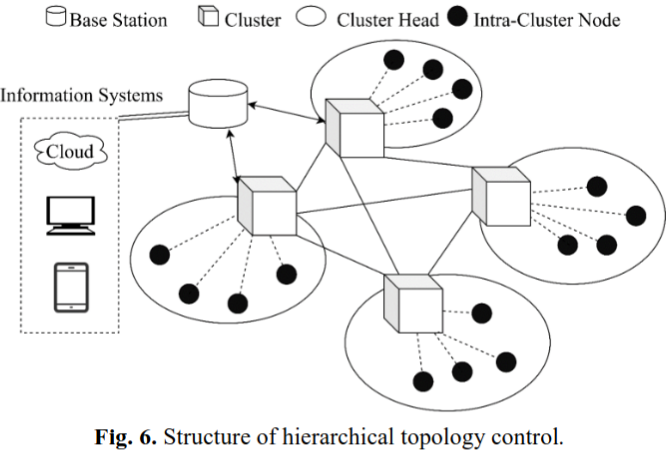 Base Station Cluster Cluster Head Intra-Cluster Node
Information Systems
Cloud
Fig. 6. Structure of hierarchical topology control.